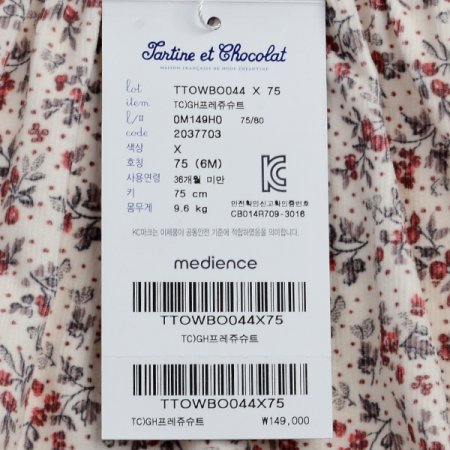 Tartine et Chocolat
MAISON FRANÇAISE DE MODE ENFANTINE
lot TTOWBO044 X 75
item TC)GH프레쥬슈트
l/# 0M149H0 75/80
code 2037703
색상 X
호칭 75 (6M)
사용연령 36개월 미만
키 75 cm
몸무게 9.6 kg
안전확인신고확인증번호
CB014R709-3016
KC마크는 이제품이 공통안전 기준에 적합하였음을 의미합니다.
medience
TTOWBO044X75
TC)GH프레쥬슈트
TTOWBO044X75
TC)GH프레쥬슈트 ₩149,000